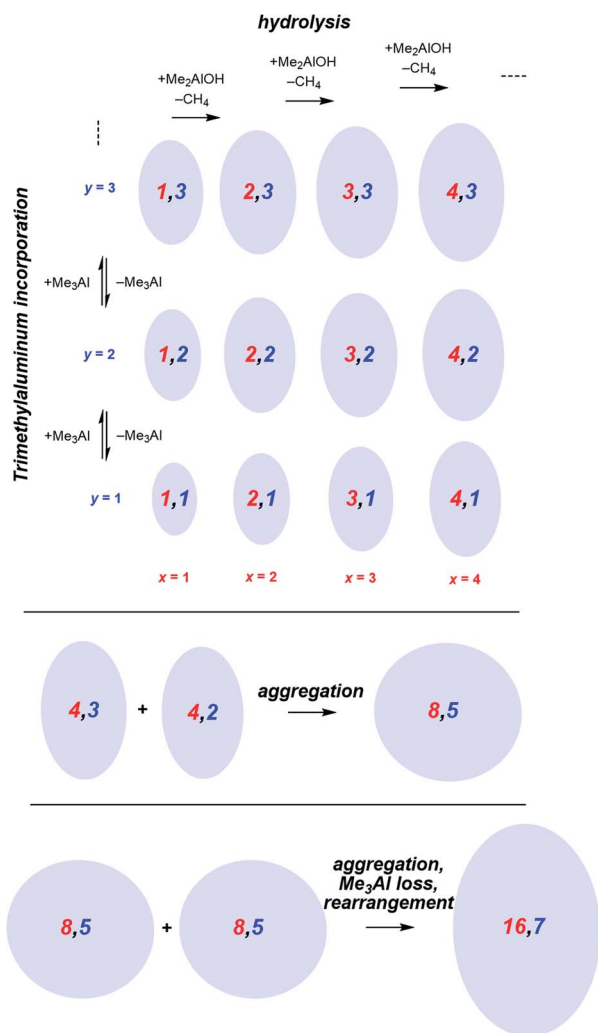 hydrolysis
+Me₂AlOH
–CH₄
+Me₂AlOH
–CH₄
+Me₂AlOH
–CH₄
Trimethylaluminum incorporation
y = 3
1,3
2,3
3,3
4,3
+Me₃Al
–Me₃Al
y = 2
1,2
2,2
3,2
4,2
+Me₃Al
–Me₃Al
y = 1
1,1
2,1
3,1
4,1
x = 1
x = 2
x = 3
x = 4
4,3
+
4,2
aggregation
8,5
8,5
+
8,5
aggregation,
Me₃Al loss,
rearrangement
16,7